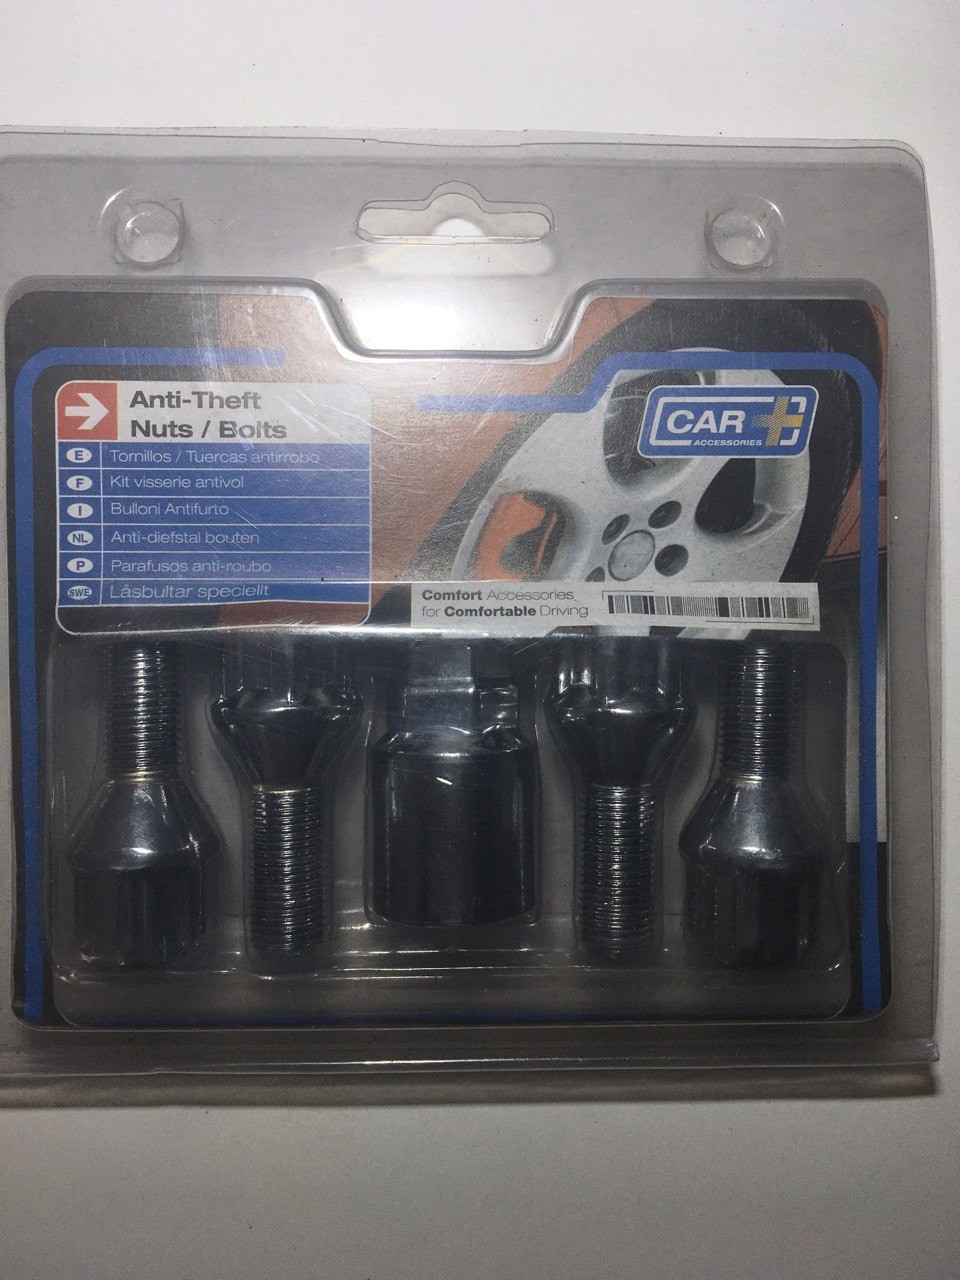 Anti-Theft
Nuts / Bolts
E Tornillos / Tuercas antirrobo
F Kit visserie antivol
I Bulloni Antifurto
NL Anti-diefstal bouten
P Parafusos anti-roubo
SWE Låsbultar speciellt
CAR
ACCESSORIES
Comfort Accessories
for Comfortable Driving